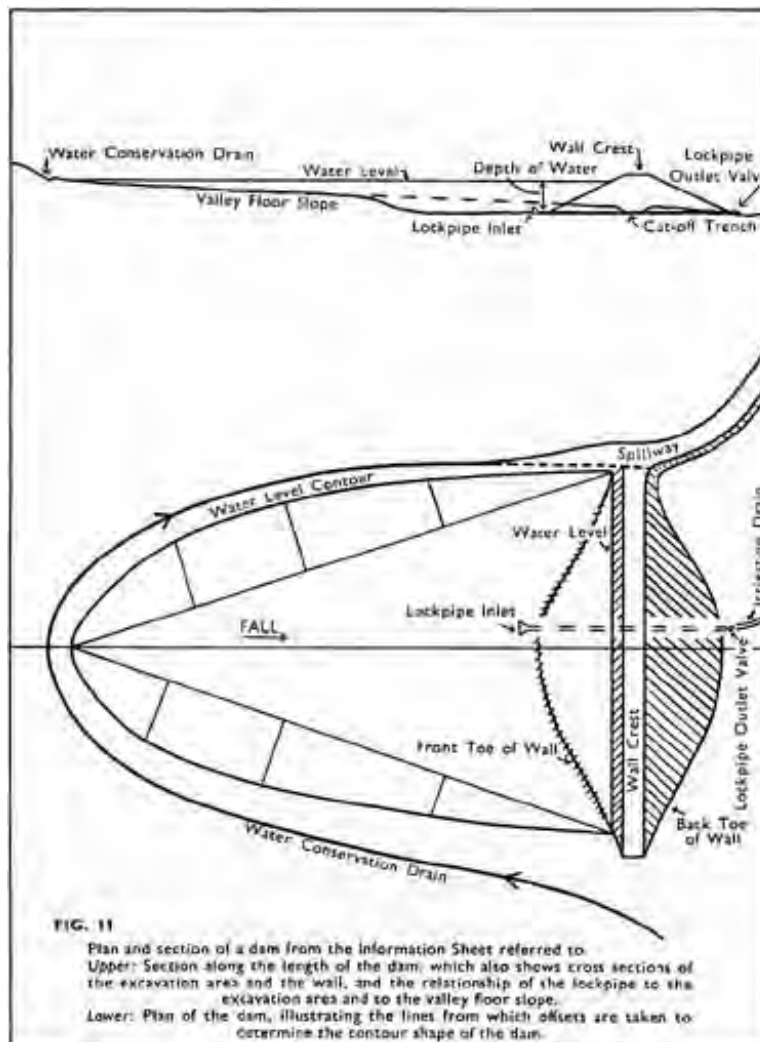 Water Conservation Drain
Wall Crest
Lockpipe
Outlet Valve
Water Level
Depth of Water
Valley Floor Slope
Lockpipe Inlet
Cut-off Trench
Spillway
Water Level Contour
Water Level
Irrigation Drain
Lockpipe Inlet
FALL
Lockpipe Outlet Valve
Wall Crest
Front Toe of Wall
Back Toe
of Wall
Water Conservation Drain
FIG. 11
Plan and section of a dam from the Information Sheet referred to.
Upper: Section along the length of the dam, which also shows cross sections of
the excavation area and the wall, and the relationship of the lockpipe to the
excavation area and to the valley floor slope.
Lower: Plan of the dam, illustrating the lines from which offsets are taken to
determine the contour shape of the dam.